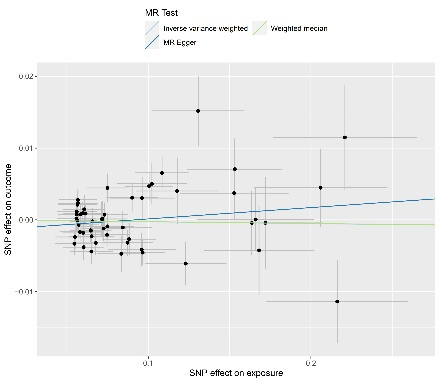 MR Test
Inverse variance weighted
Weighted median
MR Egger
0.02
0.01
0.00
−0.01
SNP effect on outcome
0.1
0.2
SNP effect on exposure